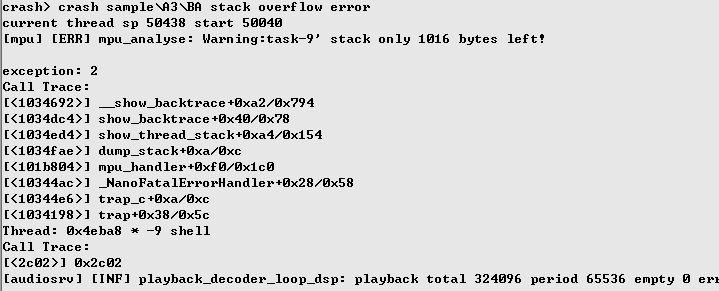 crash> crash sample\A3\BA stack overflow error
current thread sp 50438 start 50040
[mpu] [ERR] mpu_analyse: Warning:task-9' stack only 1016 bytes left!
exception: 2
Call Trace:
[<1034692>] __show_backtrace+0xa2/0x794
[<1034dc4>] show_backtrace+0x40/0x78
[<1034ed4>] show_thread_stack+0xa4/0x154
[<1034fae>] dump_stack+0xa/0xc
[<101b804>] mpu_handler+0xf0/0x1c0
[<10344ac>] _NanoFatalErrorHandler+0x28/0x58
[<10344e6>] trap_c+0xa/0xc
[<1034198>] trap+0x38/0x5c
Thread: 0x4eba8 * -9 shell
Call Trace:
[<2c02>] 0x2c02
[audiosrv] [INF] playback_decoder_loop_dsp: playback total 324096 period 65536 empty 0 err